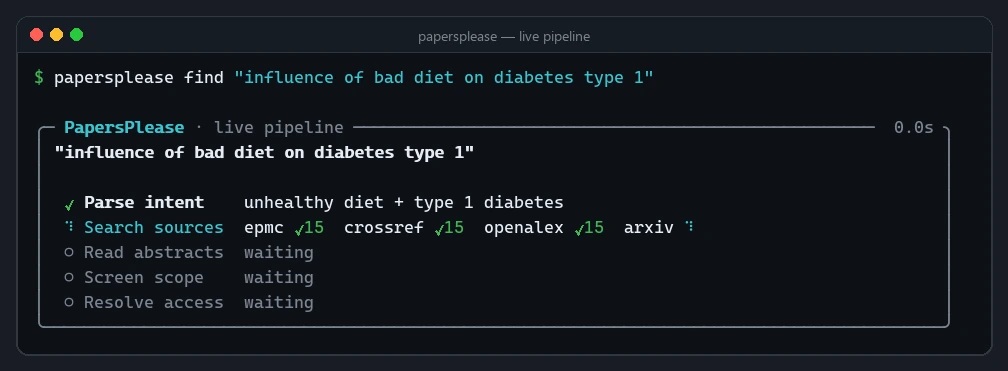 papersplease — live pipeline
$ papersplease find "influence of bad diet on diabetes type 1"
PapersPlease · live pipeline 0.0s
"influence of bad diet on diabetes type 1"
✓ Parse intent unhealthy diet + type 1 diabetes
Search sources epmc ✓15 crossref ✓15 openalex ✓15 arxiv
○ Read abstracts waiting
○ Screen scope waiting
○ Resolve access waiting